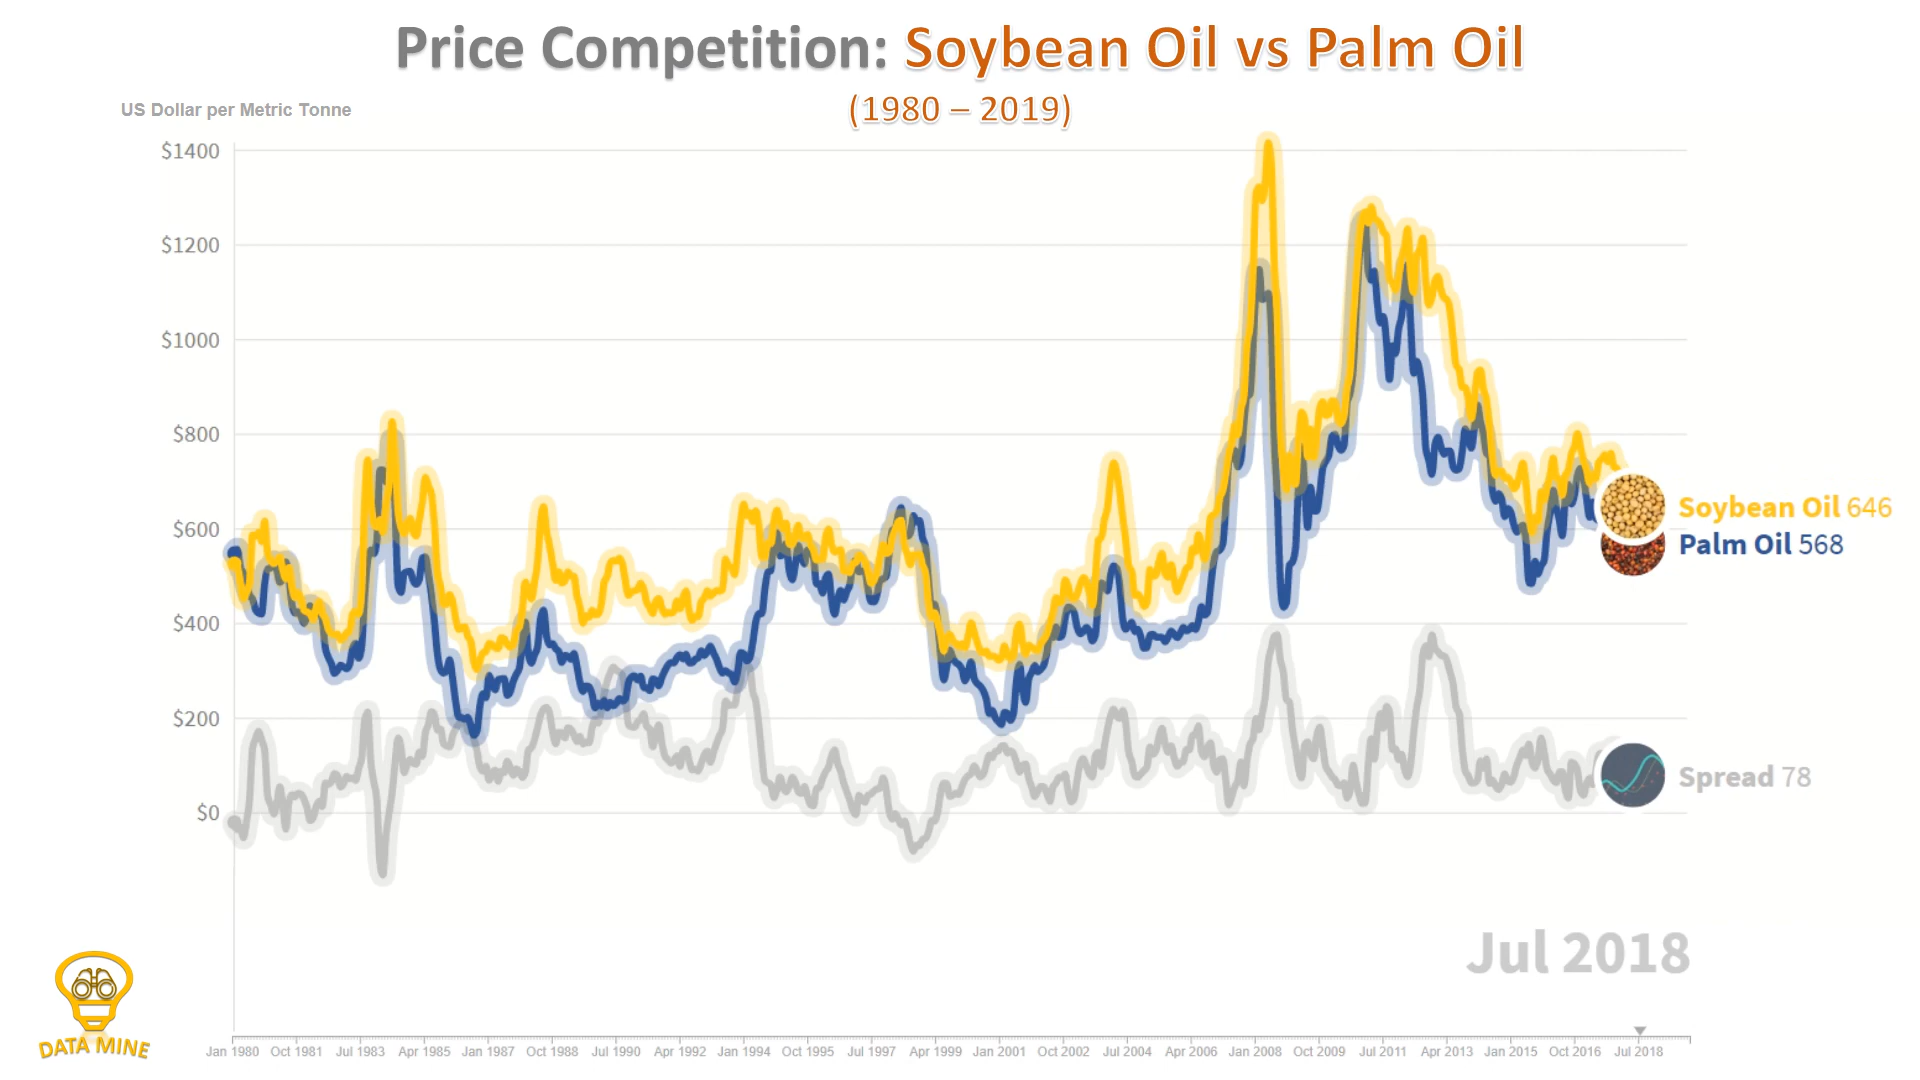 Price Competition: Soybean Oil vs Palm Oil
(1980 – 2019)
US Dollar per Metric Tonne
$1400
$1200
$1000
$800
$600
$400
$200
$0
Soybean Oil 646
Palm Oil 568
Spread 78
Jul 2018
DATA MINE
Jan 1980 Oct 1981 Jul 1983 Apr 1985 Jan 1987 Oct 1988 Jul 1990 Apr 1992 Jan 1994 Oct 1995 Jul 1997 Apr 1999 Jan 2001 Oct 2002 Jul 2004 Apr 2006 Jan 2008 Oct 2009 Jul 2011 Apr 2013 Jan 2015 Oct 2016 Jul 2018